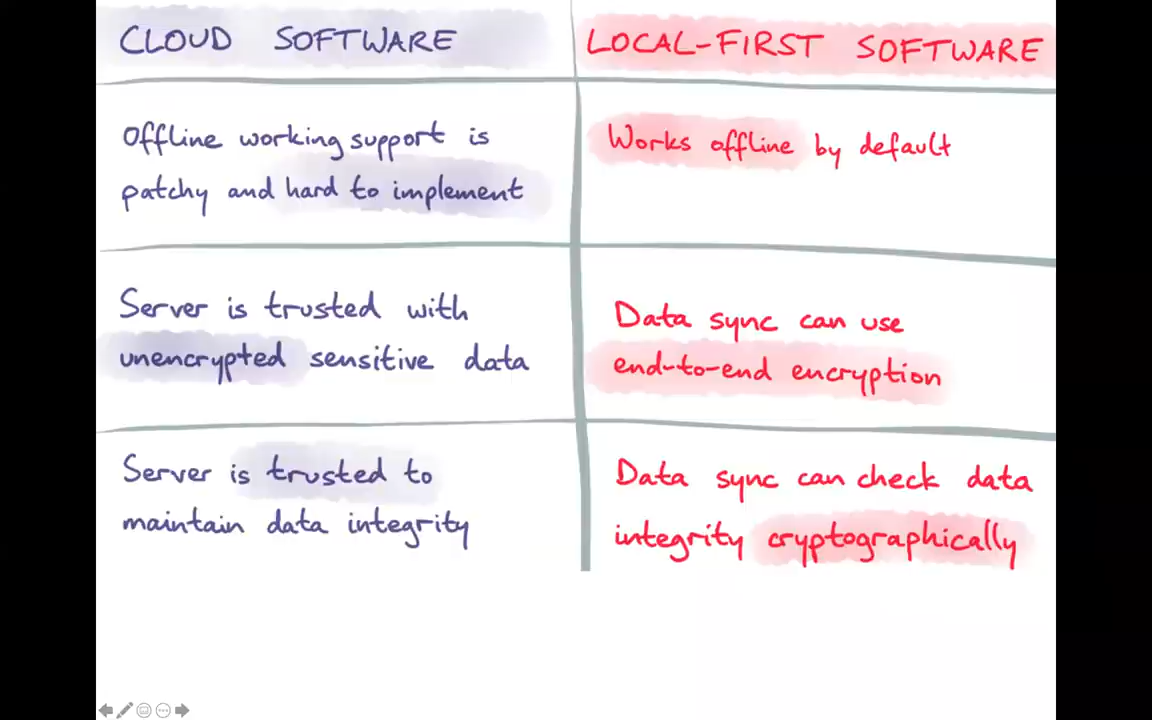 CLOUD SOFTWARE
LOCAL-FIRST SOFTWARE
Offline working support is
patchy and hard to implement
Works offline by default
Server is trusted with
unencrypted sensitive data
Data sync can use
end-to-end encryption
Server is trusted to
maintain data integrity
Data sync can check data
integrity cryptographically